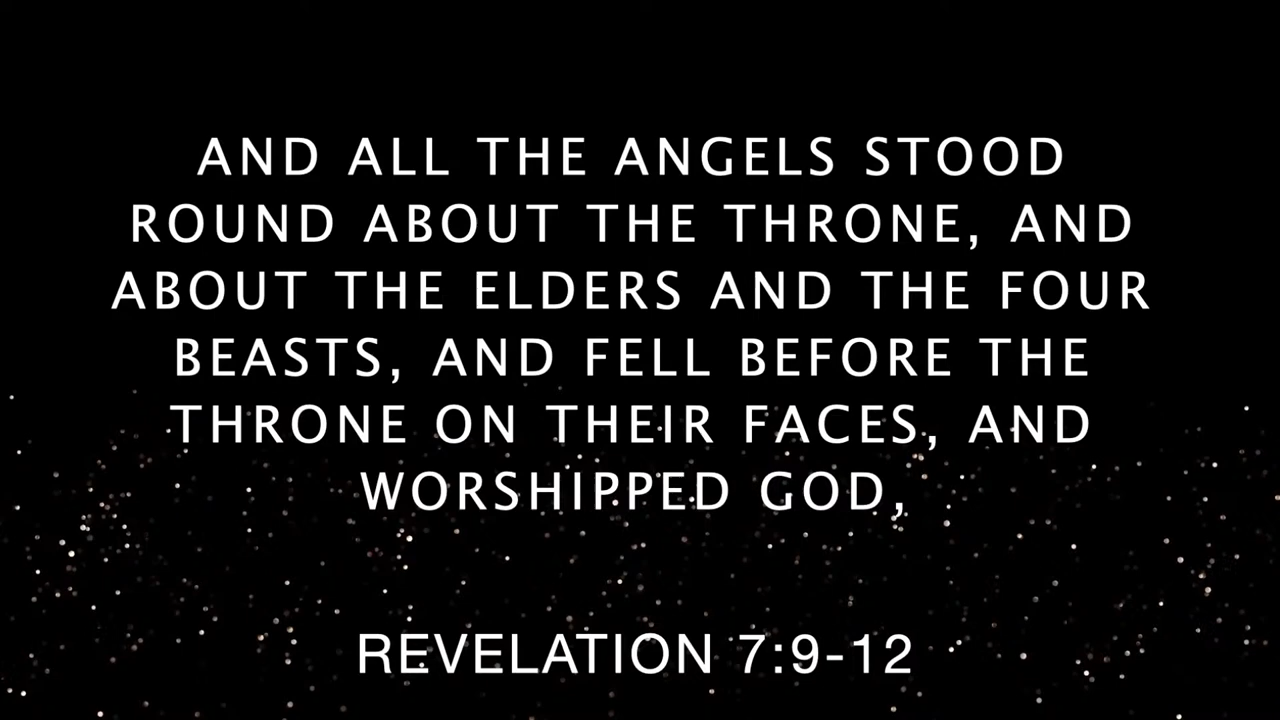 AND ALL THE ANGELS STOOD
ROUND ABOUT THE THRONE, AND
ABOUT THE ELDERS AND THE FOUR
BEASTS, AND FELL BEFORE THE
THRONE ON THEIR FACES, AND
WORSHIPPED GOD,
REVELATION 7:9-12